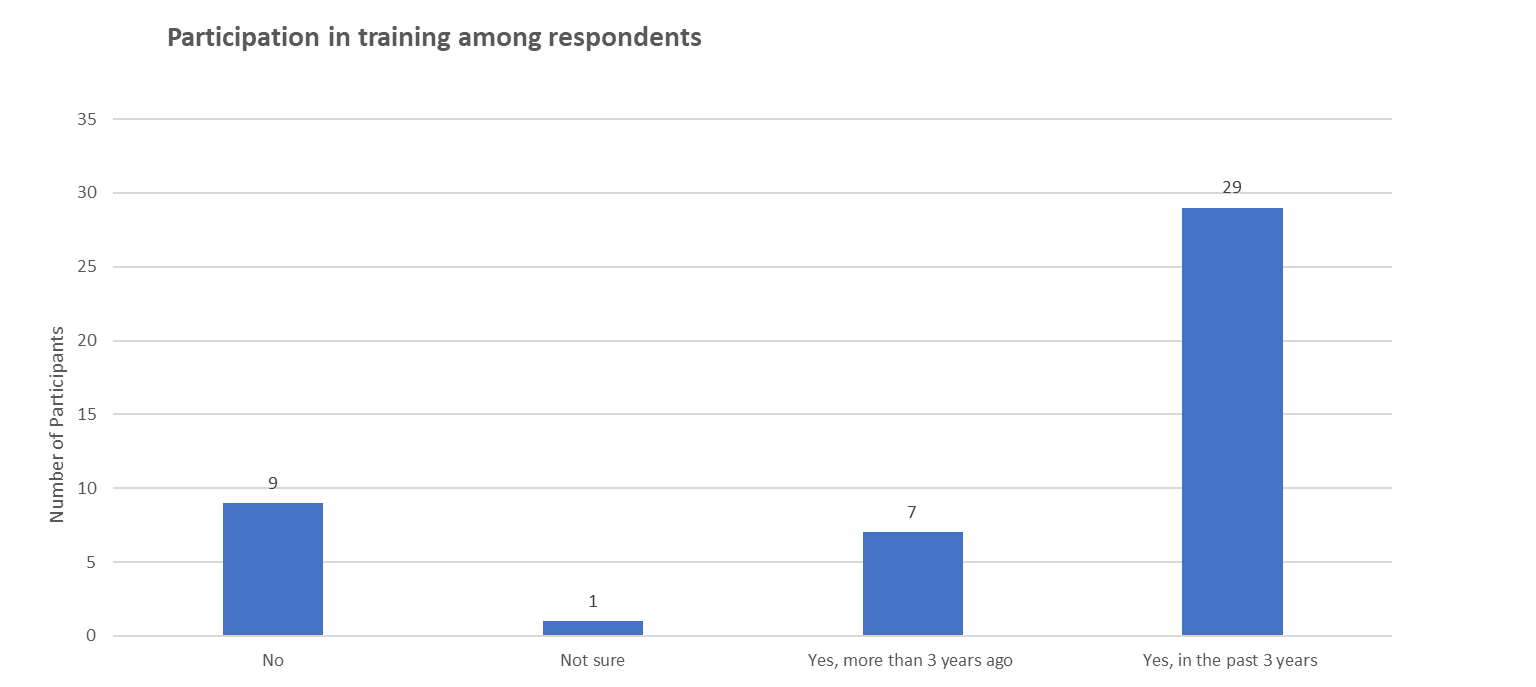 Participation in training among respondents
35
30
29
25
20
15
10
9
7
5
1
0
Number of Participants
No
Not sure
Yes, more than 3 years ago
Yes, in the past 3 years